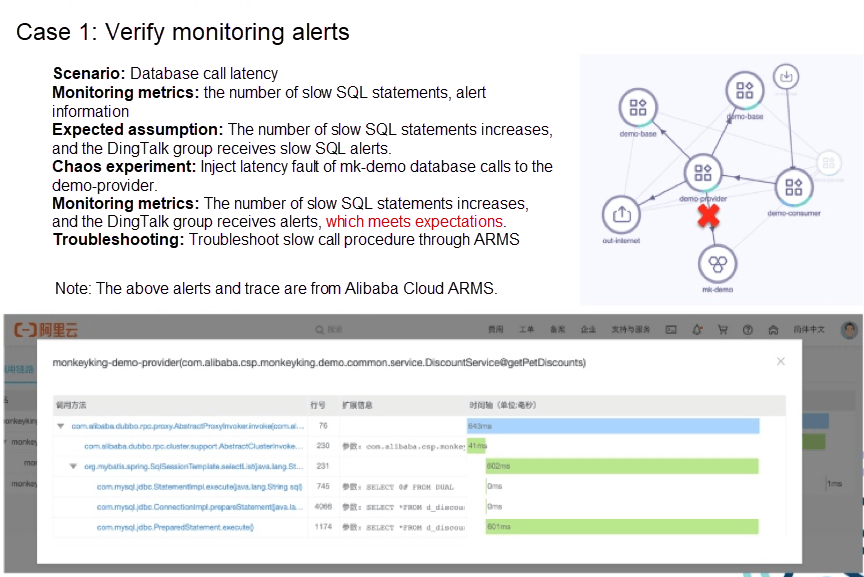 Case 1: Verify monitoring alerts
Scenario: Database call latency
Monitoring metrics: the number of slow SQL statements, alert
information
Expected assumption: The number of slow SQL statements increases,
and the DingTalk group receives slow SQL alerts.
Chaos experiment: Inject latency fault of mk-demo database calls to the
demo-provider.
Monitoring metrics: The number of slow SQL statements increases,
and the DingTalk group receives alerts, which meets expectations.
Troubleshooting: Troubleshoot slow call procedure through ARMS
Note: The above alerts and trace are from Alibaba Cloud ARMS.
demo-base
demo-base
demo-provider
demo-consumer
out-internet
mk-demo
阿里云
搜索
费用 工单 备案 企业 支持与服务 简体中文
monkeyking-demo-provider(com.alibaba.csp.monkeyking.demo.common.service.DiscountService@getPetDiscounts)
调用方法 行号 扩展信息 时间轴（单位:毫秒）
com.alibaba.dubbo.rpc.proxy.AbstractProxyInvoker.invoke(com.al... 76 643ms
com.alibaba.dubbo.rpc.cluster.support.AbstractClusterInvoke... 230 参数: com.alibaba.csp.monkey 41ms
org.mybatis.spring.SqlSessionTemplate.selectList(java.lang.St... 231 602ms
com.mysql.jdbc.StatementImpl.execute(java.lang.String sql) 745 参数: SELECT @# FROM DUAL 0ms
com.mysql.jdbc.ConnectionImpl.prepareStatement(java.la... 4066 参数: SELECT *FROM d_discou 0ms
com.mysql.jdbc.PreparedStatement.execute() 1174 参数: SELECT *FROM d_discou 601ms
1ms